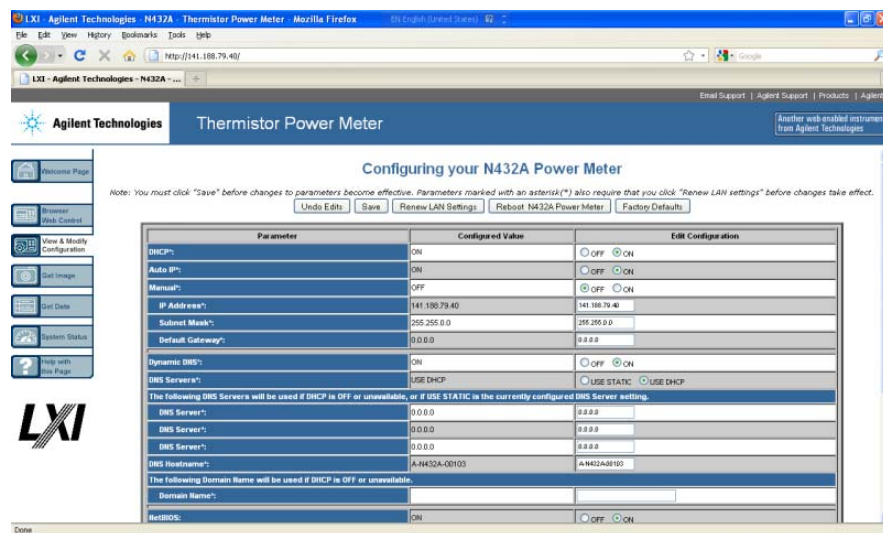 LXI - Agilent Technologies - N432A - Thermistor Power Meter - Mozilla Firefox
EN English (United States)
File Edit View History Bookmarks Tools Help
http://141.188.79.40/
Google
LXI - Agilent Technologies - N432A - ...
Email Support | Agilent Support | Products | Agilent
Agilent Technologies
Thermistor Power Meter
Another web-enabled instrument
from Agilent Technologies
Welcome Page
Browser
Web Control
View & Modify
Configuration
Get Image
Get Data
System Status
Help with
this Page
LXI
Configuring your N432A Power Meter
Note: You must click "Save" before changes to parameters become effective. Parameters marked with an asterisk(*) also require that you click "Renew LAN settings" before changes take effect.
Undo Edits Save Renew LAN Settings Reboot N432A Power Meter Factory Defaults
Parameter Configured Value Edit Configuration
DHCP*: ON OFF ON
Auto IP*: ON OFF ON
Manual*: OFF OFF ON
IP Address*: 141.188.79.40 141.188.79.40
Subnet Mask*: 255.255.0.0 255.255.0.0
Default Gateway*: 0.0.0.0 0.0.0.0
Dynamic DNS*: ON OFF ON
DNS Servers*: USE DHCP USE STATIC USE DHCP
The following DNS Servers will be used if DHCP is OFF or unavailable, or if USE STATIC is the currently configured DNS Server setting.
DNS Server*: 0.0.0.0 0.0.0.0
DNS Server*: 0.0.0.0 0.0.0.0
DNS Server*: 0.0.0.0 0.0.0.0
DNS Hostname*: A-N432A-00103 A-N432A-00103
The following Domain Name will be used if DHCP is OFF or unavailable.
Domain Name*:
NetBIOS: ON OFF ON
Done